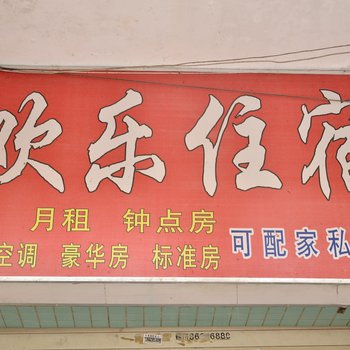 欢乐住宿
月租 钟点房
空调 豪华房 标准房 可配家私